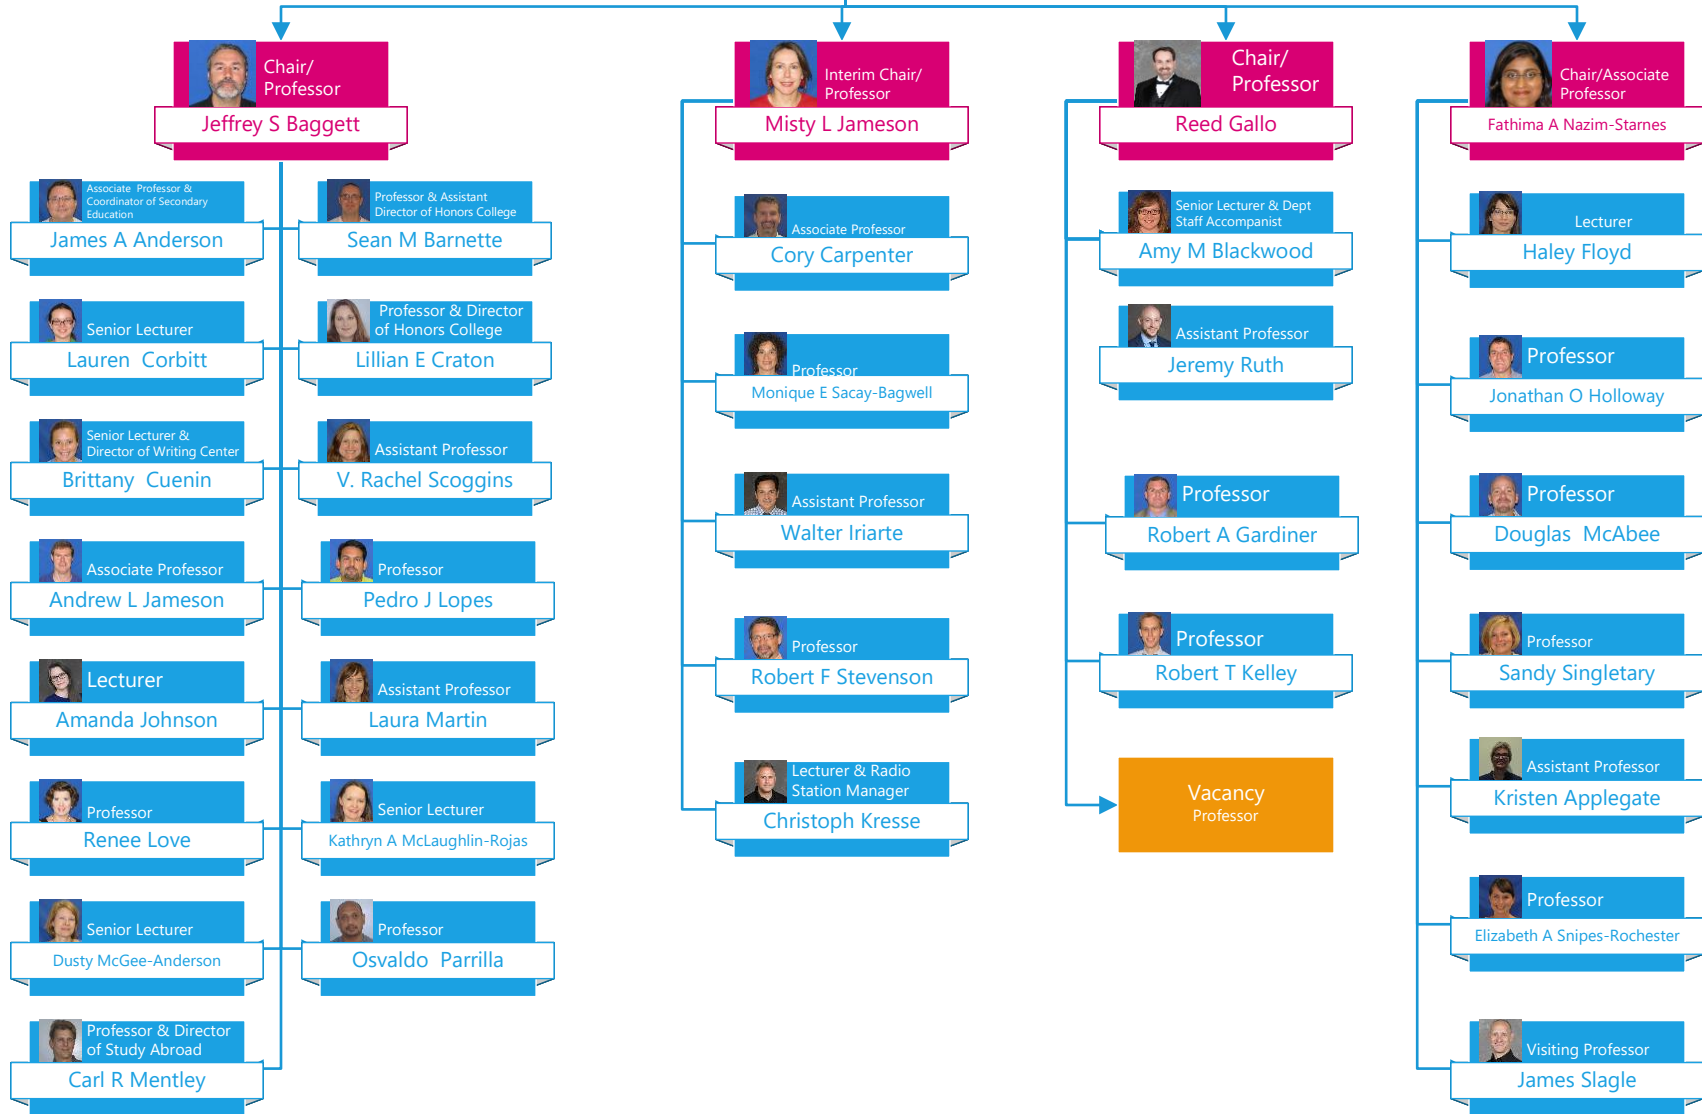 Chair/
Professor
Jeffrey S Baggett
Associate Professor &
Coordinator of Secondary
Education
James A Anderson
Professor & Assistant
Director of Honors College
Sean M Barnette
Senior Lecturer
Lauren Corbitt
Professor & Director
of Honors College
Lillian E Craton
Senior Lecturer &
Director of Writing Center
Brittany Cuenin
Assistant Professor
V. Rachel Scoggins
Associate Professor
Andrew L Jameson
Professor
Pedro J Lopes
Lecturer
Amanda Johnson
Assistant Professor
Laura Martin
Professor
Renee Love
Senior Lecturer
Kathryn A McLaughlin-Rojas
Senior Lecturer
Dusty McGee-Anderson
Professor
Osvaldo Parrilla
Professor & Director
of Study Abroad
Carl R Mentley
Interim Chair/
Professor
Misty L Jameson
Associate Professor
Cory Carpenter
Professor
Monique E Sacay-Bagwell
Assistant Professor
Walter Iriarte
Professor
Robert F Stevenson
Lecturer & Radio
Station Manager
Christoph Kresse
Chair/
Professor
Reed Gallo
Senior Lecturer & Dept
Staff Accompanist
Amy M Blackwood
Assistant Professor
Jeremy Ruth
Professor
Robert A Gardiner
Professor
Robert T Kelley
Vacancy
Professor
Chair/Associate
Professor
Fathima A Nazim-Starnes
Lecturer
Haley Floyd
Professor
Jonathan O Holloway
Professor
Douglas McAbee
Professor
Sandy Singletary
Assistant Professor
Kristen Applegate
Professor
Elizabeth A Snipes-Rochester
Visiting Professor
James Slagle